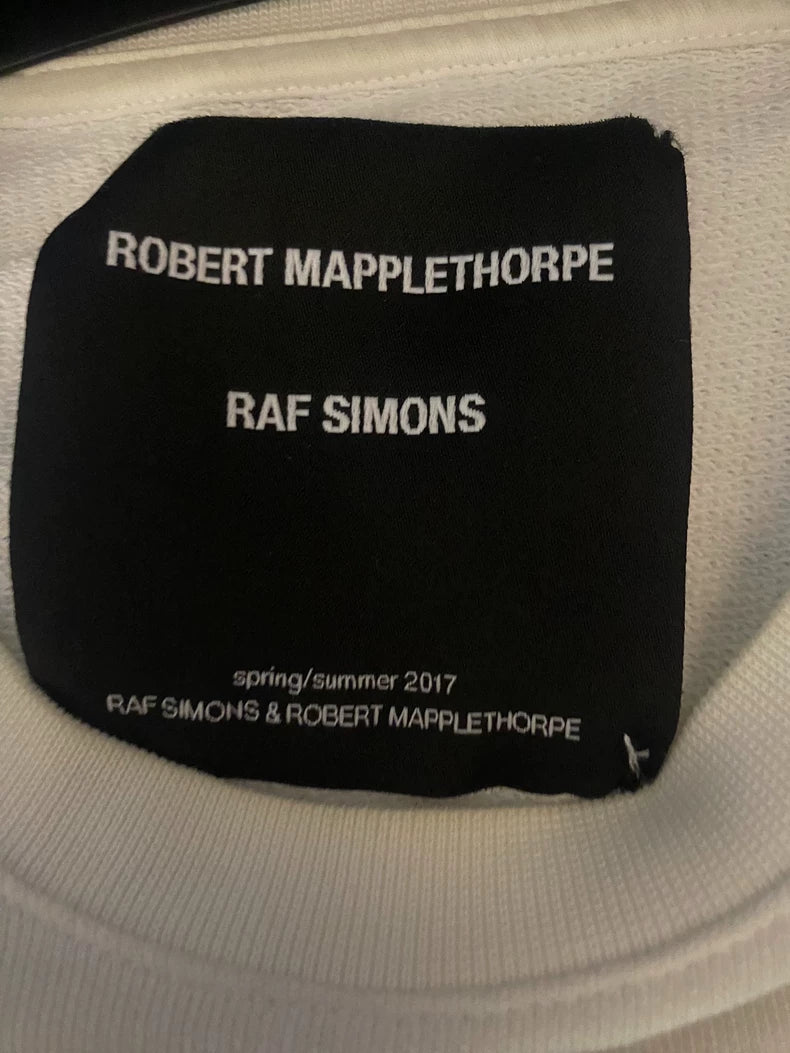 ROBERT MAPPLETHORPE
RAF SIMONS
spring/summer 2017
RAF SIMONS & ROBERT MAPPLETHORPE